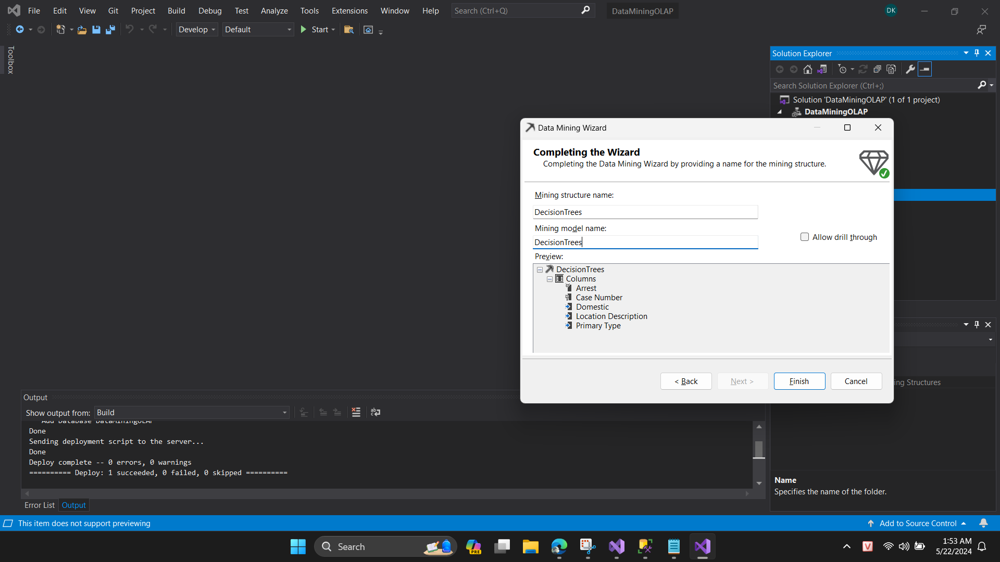 File Edit View Git Project Build Debug Test Analyze Tools Extensions Window Help Search (Ctrl+Q) DataMiningOLAP DK
Develop Default Start
Toolbox
Solution Explorer
Search Solution Explorer (Ctrl+;)
Solution 'DataMiningOLAP' (1 of 1 project)
DataMiningOLAP
Data Mining Wizard
Completing the Wizard
Completing the Data Mining Wizard by providing a name for the mining structure.
Mining structure name:
DecisionTrees
Mining model name:
DecisionTrees
Allow drill through
Preview:
DecisionTrees
Columns
Arrest
Case Number
Domestic
Location Description
Primary Type
< Back Next > Finish Cancel
ing Structures
Output
Show output from: Build
Add Database DataMiningOLAP
Done
Sending deployment script to the server...
Done
Deploy complete -- 0 errors, 0 warnings
========== Deploy: 1 succeeded, 0 failed, 0 skipped ==========
Name
Specifies the name of the folder.
Error List Output
This item does not support previewing Add to Source Control
Search PRE V 1:53 AM
5/22/2024